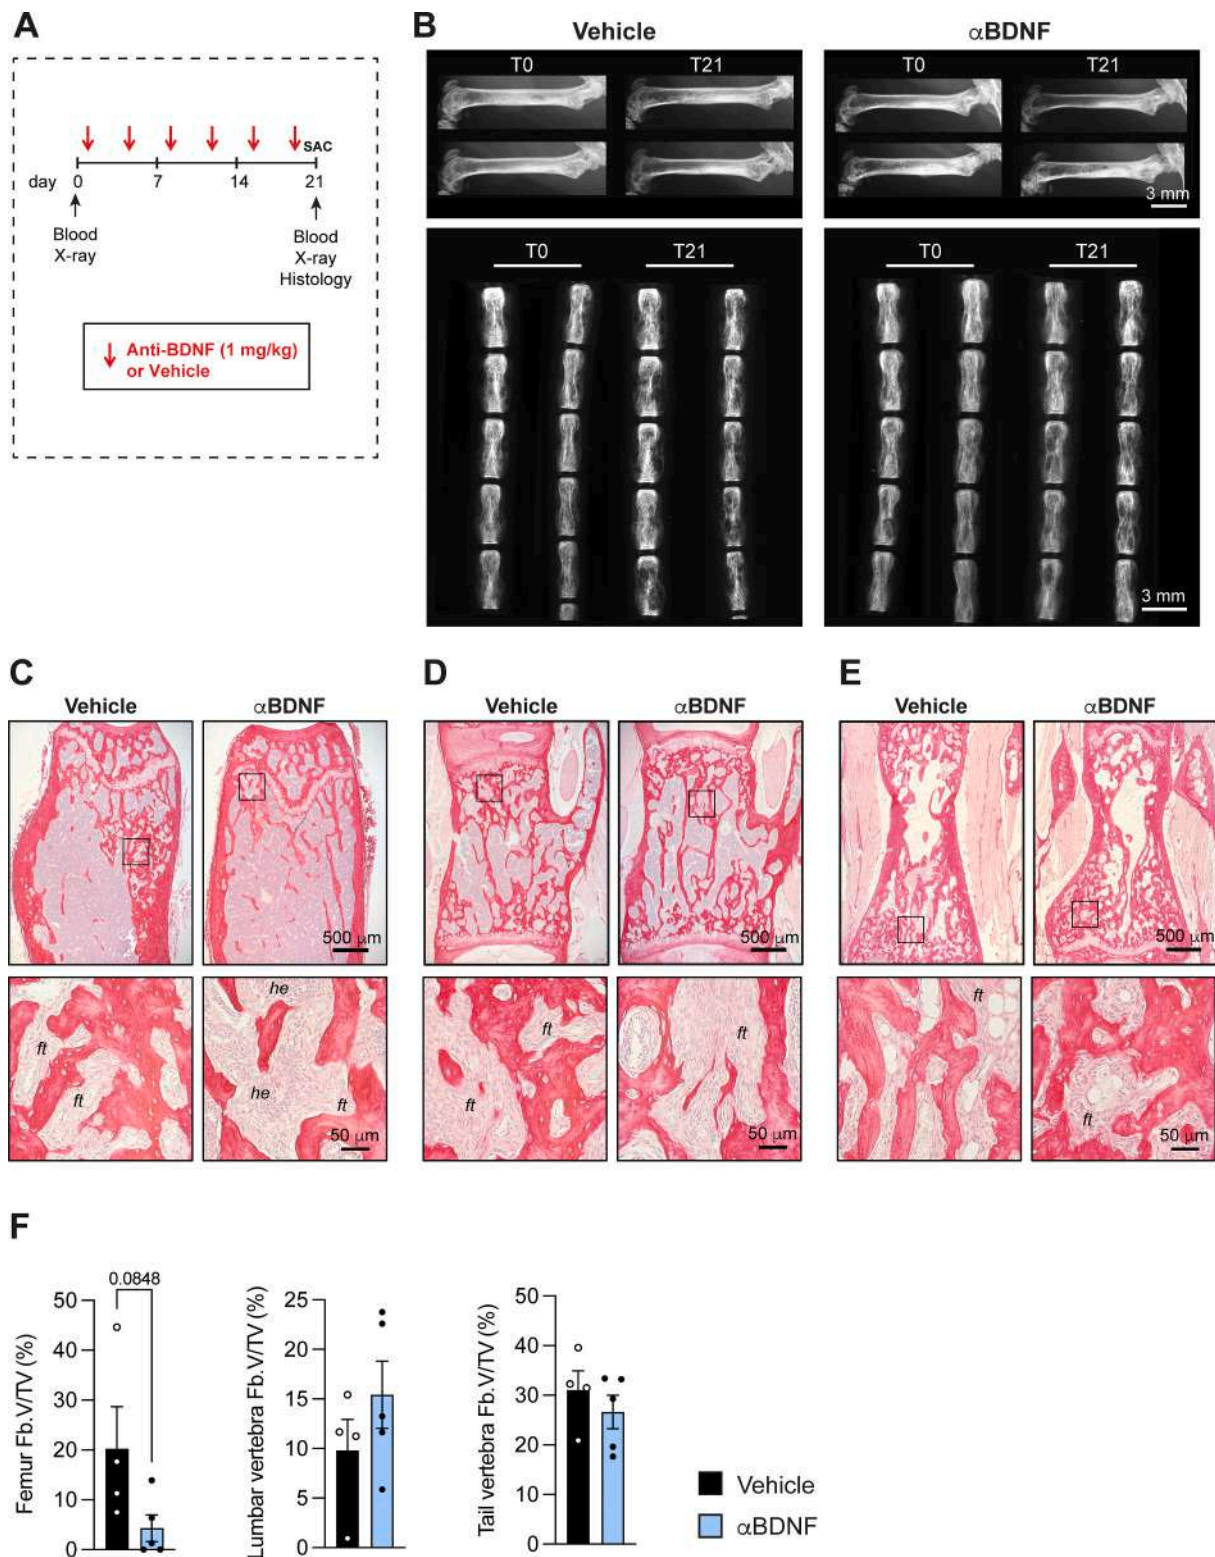 A
SAC
day 0 7 14 21
Blood
X-ray
Blood
X-ray
Histology
Anti-BDNF (1 mg/kg)
or Vehicle
B
Vehicle
αBDNF
T0 T21
T0 T21
3 mm
T0 T21
T0 T21
3 mm
C
Vehicle αBDNF
500 μm
ft
ft
he
he
ft
50 μm
D
Vehicle αBDNF
500 μm
ft
ft
ft
50 μm
E
Vehicle αBDNF
500 μm
ft
ft
50 μm
F
0.0848
Femur Fb.V/TV (%)
50
40
30
20
10
0
Lumbar vertebra Fb.V/TV (%)
25
20
15
10
5
0
Tail vertebra Fb.V/TV (%)
50
40
30
20
10
0
Vehicle
αBDNF